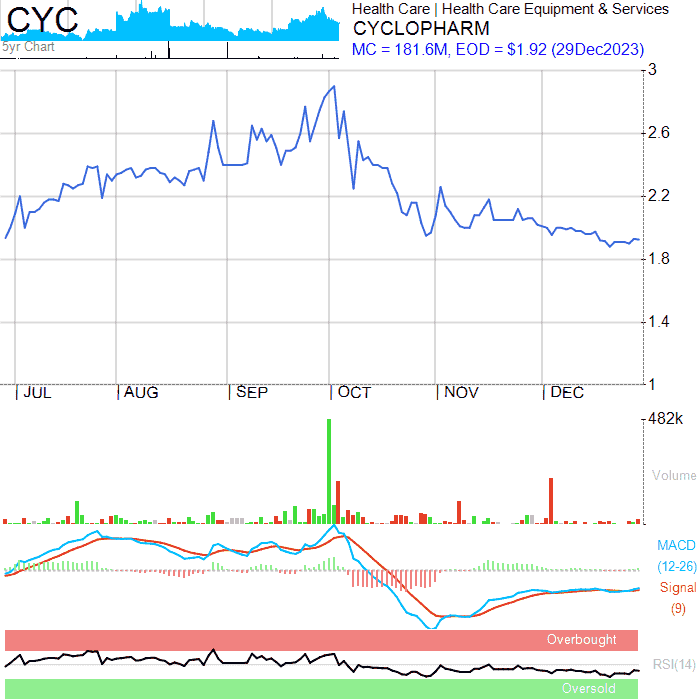 CYC
5yr Chart
Health Care | Health Care Equipment & Services
CYCLOPHARM
MC = 181.6M, EOD = $1.92 (29Dec2023)
3
2.6
2.2
1.8
1.4
1
JUL AUG SEP OCT NOV DEC
482k
Volume
MACD
(12-26)
Signal
(9)
Overbought
RSI(14)
Oversold